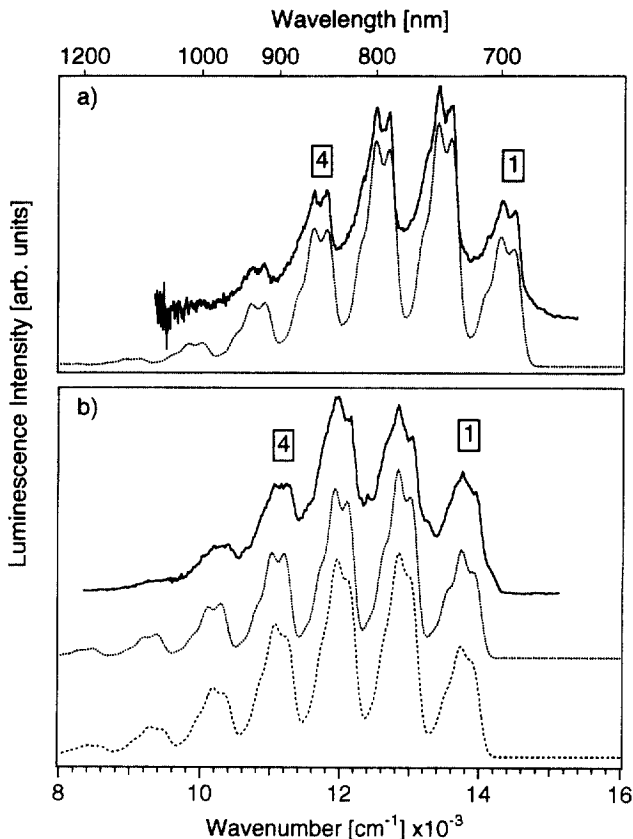 Wavelength [nm]
1200 1000 900 800 700
a)
4
1
Luminescence Intensity [arb. units]
b)
4
1
8 10 12 14 16
Wavenumber [cm⁻¹] x10⁻³